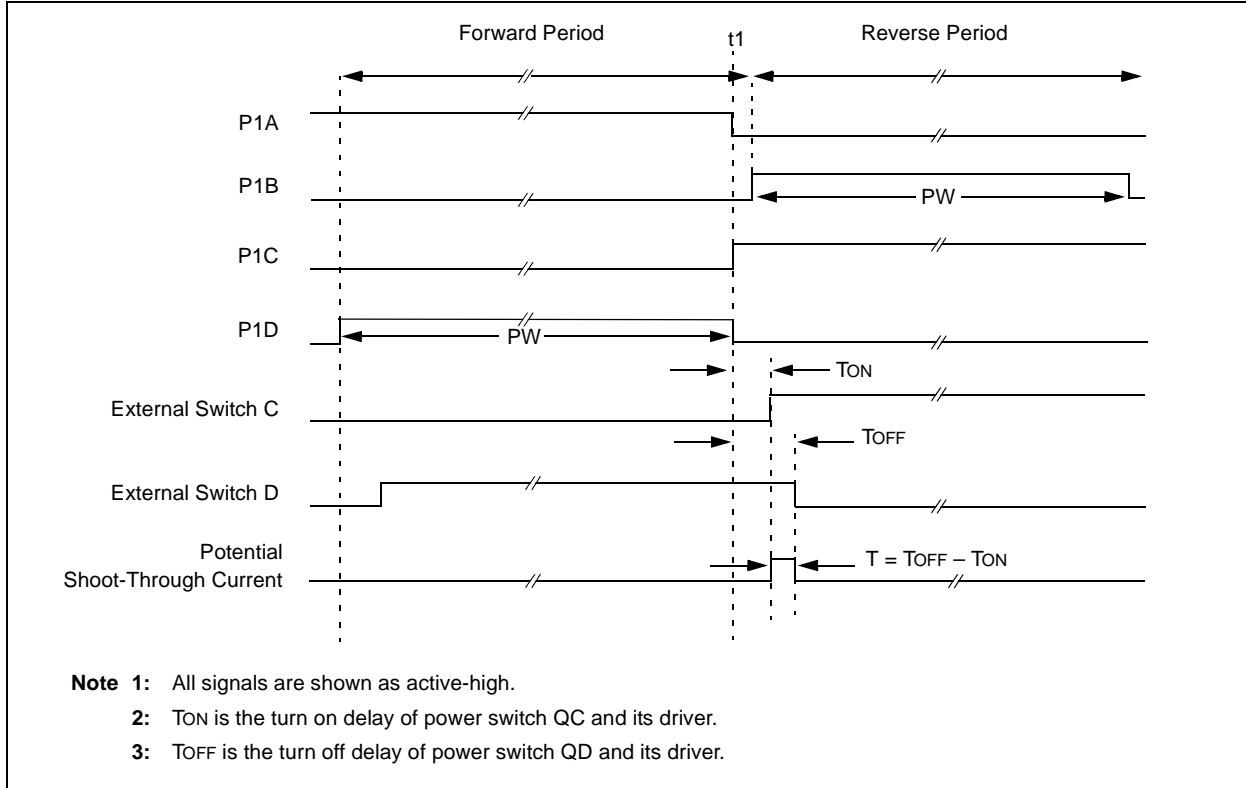 Forward Period
t1
Reverse Period
P1A
P1B
PW
P1C
P1D
PW
TON
External Switch C
TOFF
External Switch D
Potential
Shoot-Through Current
T = TOFF – TON
Note 1: All signals are shown as active-high.
2: TON is the turn on delay of power switch QC and its driver.
3: TOFF is the turn off delay of power switch QD and its driver.